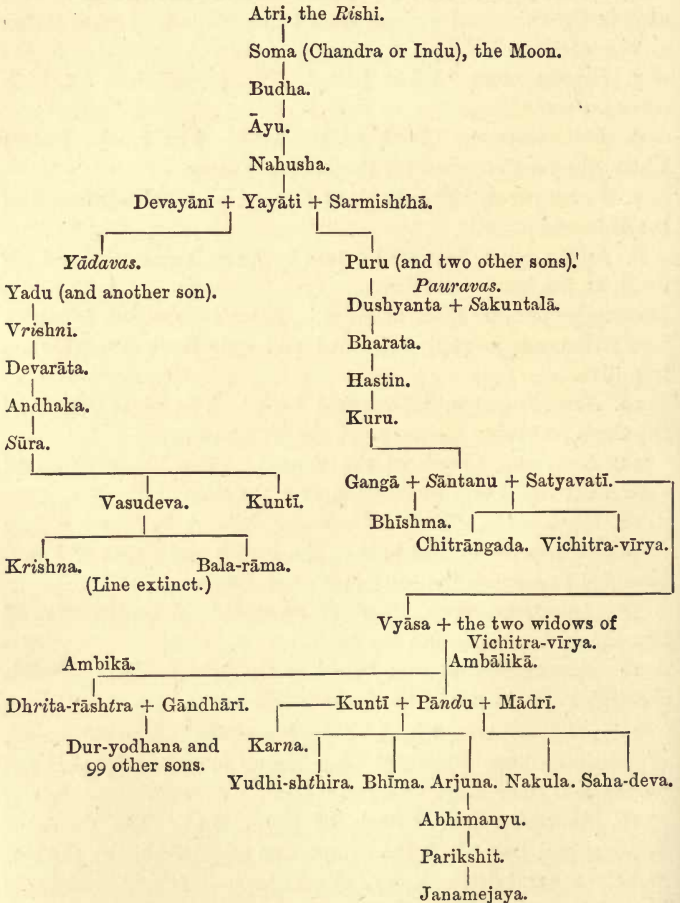 Atri, the Rishi.
Soma (Chandra or Indu), the Moon.
Budha.
Āyu.
Nahusha.
Devayānī + Yayāti + Sarmishthā.
Yādavas.
Yadu (and another son).
Vrishni.
Devarāta.
Andhaka.
Sūra.
Vasudeva. Kuntī.
Krishna. Bala-rāma.
(Line extinct.)
Puru (and two other sons).'
Pauravas.
Dushyanta + Sakuntalā.
Bharata.
Hastin.
Kuru.
Gangā + Sāntanu + Satyavatī.
Bhīshma.
Chitrāngada. Vichitra-vīrya.
Vyāsa + the two widows of
Vichitra-vīrya.
Ambikā. Ambālikā.
Dhrita-rāshtra + Gāndhārī. Kuntī + Pāndu + Mādrī.
Dur-yodhana and
99 other sons.
Karna.
Yudhi-shthira. Bhīma. Arjuna. Nakula. Saha-deva.
Abhimanyu.
Parikshit.
Janamejaya.